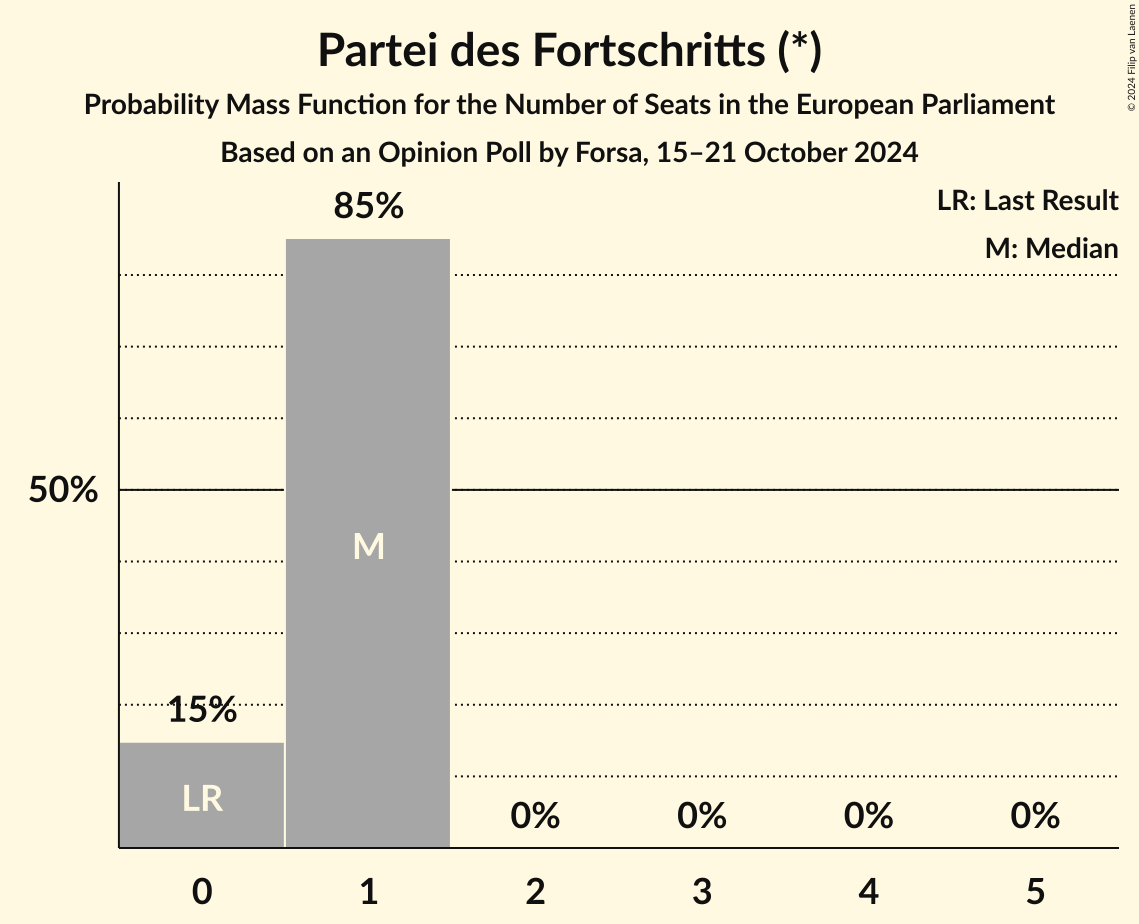 Partei des Fortschritts (*)
Probability Mass Function for the Number of Seats in the European Parliament
Based on an Opinion Poll by Forsa, 15–21 October 2024
© 2024 Filip van Laenen
LR: Last Result
M: Median
85%
50%
M
15%
LR
0%
0%
0%
0%
0
1
2
3
4
5